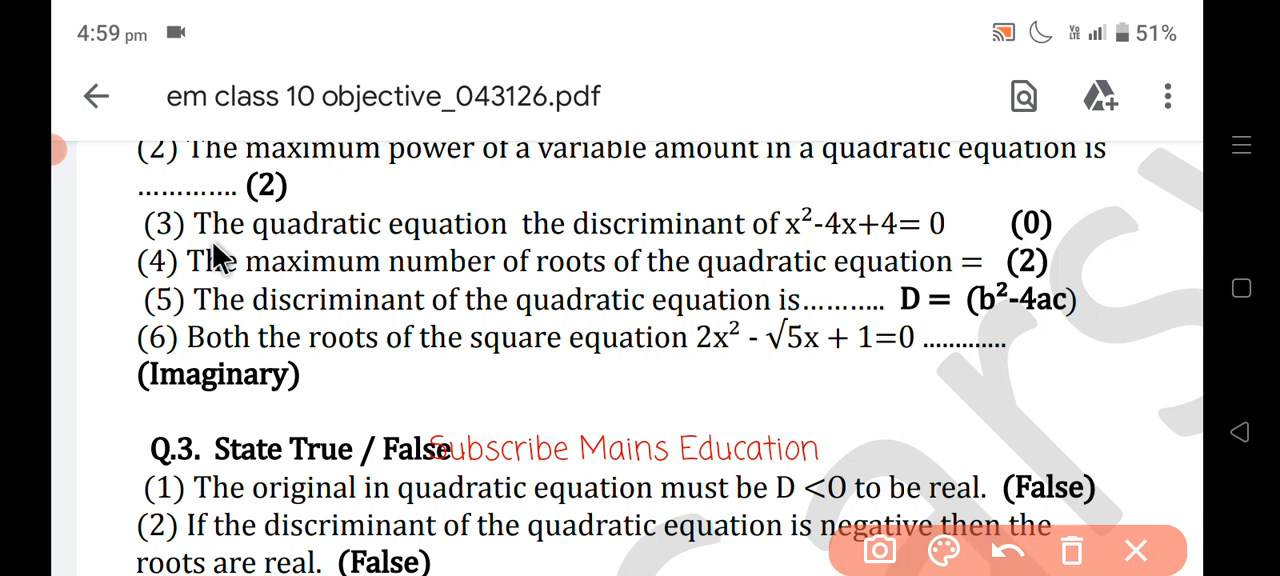 4:59 pm 51%
em class 10 objective_043126.pdf
(2) The maximum power of a variable amount in a quadratic equation is
............. (2)
(3) The quadratic equation the discriminant of x²-4x+4= 0 (0)
(4) The maximum number of roots of the quadratic equation = (2)
(5) The discriminant of the quadratic equation is........... D = (b²-4ac)
(6) Both the roots of the square equation 2x² - √5x + 1=0 .............
(Imaginary)
Q.3. State True / False Subscribe Mains Education
(1) The original in quadratic equation must be D <0 to be real. (False)
(2) If the discriminant of the quadratic equation is negative then the
roots are real. (False)